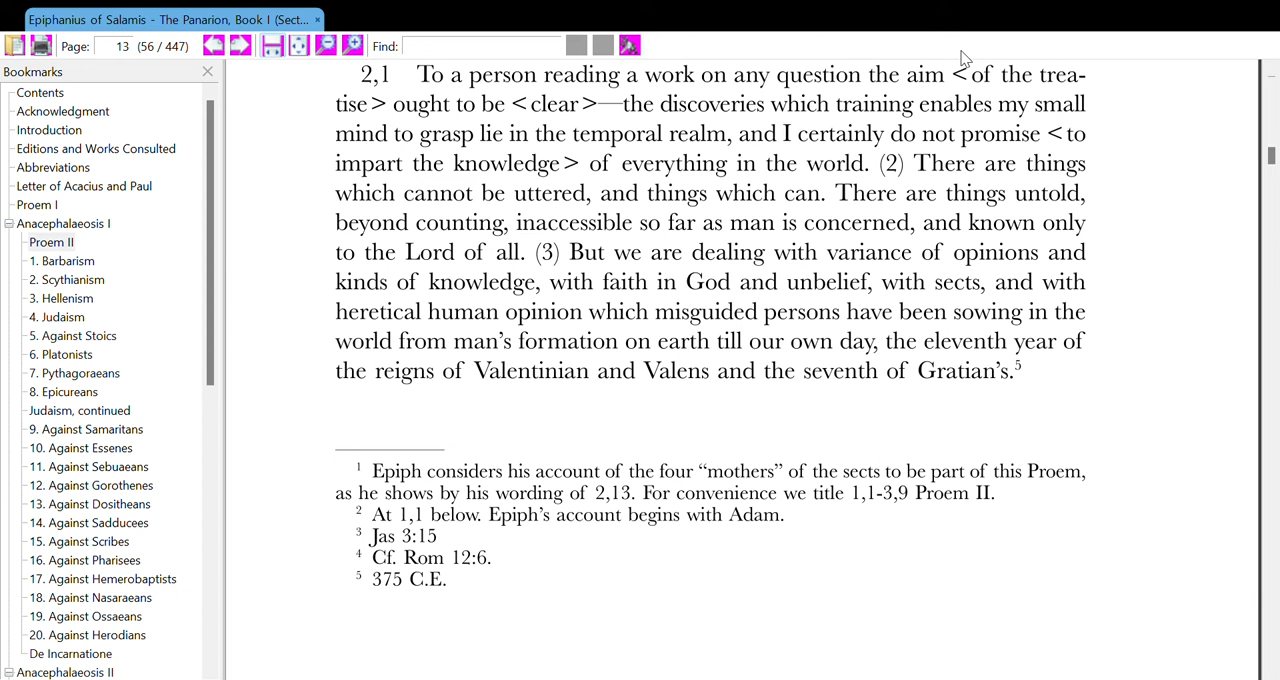 Epiphanius of Salamis - The Panarion, Book I (Sect... ×
Page: 13 (56 / 447) Find:
Bookmarks
Contents
Acknowledgment
Introduction
Editions and Works Consulted
Abbreviations
Letter of Acacius and Paul
Proem I
Anacephalaeosis I
Proem II
1. Barbarism
2. Scythianism
3. Hellenism
4. Judaism
5. Against Stoics
6. Platonists
7. Pythagoraeans
8. Epicureans
Judaism, continued
9. Against Samaritans
10. Against Essenes
11. Against Sebuaeans
12. Against Gorothenes
13. Against Dositheans
14. Against Sadducees
15. Against Scribes
16. Against Pharisees
17. Against Hemerobaptists
18. Against Nasaraeans
19. Against Ossaeans
20. Against Herodians
De Incarnatione
Anacephalaeosis II
2,1 To a person reading a work on any question the aim <of the trea-
tise> ought to be <clear>—the discoveries which training enables my small
mind to grasp lie in the temporal realm, and I certainly do not promise <to
impart the knowledge> of everything in the world. (2) There are things
which cannot be uttered, and things which can. There are things untold,
beyond counting, inaccessible so far as man is concerned, and known only
to the Lord of all. (3) But we are dealing with variance of opinions and
kinds of knowledge, with faith in God and unbelief, with sects, and with
heretical human opinion which misguided persons have been sowing in the
world from man's formation on earth till our own day, the eleventh year of
the reigns of Valentinian and Valens and the seventh of Gratian's.5
1 Epiph considers his account of the four “mothers” of the sects to be part of this Proem,
as he shows by his wording of 2,13. For convenience we title 1,1-3,9 Proem II.
2 At 1,1 below. Epiph's account begins with Adam.
3 Jas 3:15
4 Cf. Rom 12:6.
5 375 C.E.